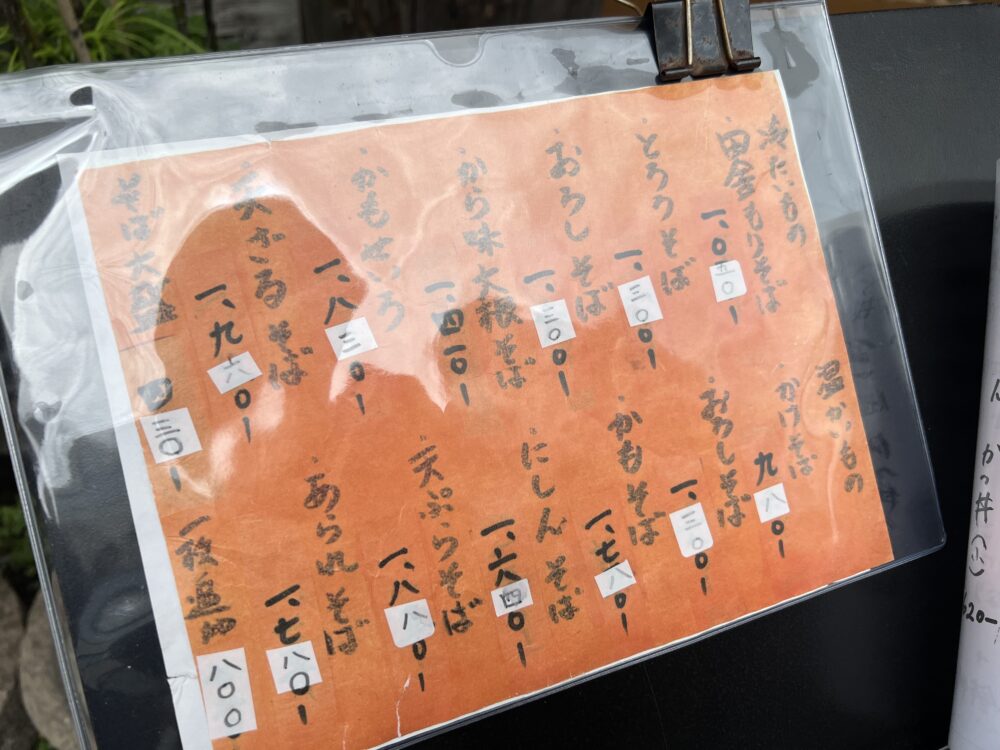 冷たいもの
田舎もりそば 一、〇五〇ー
とろろそば 一、三〇〇ー
おろしそば 一、三〇〇ー
から味大根そば 一、四二〇ー
かもせいろ 一、八三〇ー
天ざるそば 一、九六〇ー
そば大盛 四三〇ー
温かいもの
かけそば 九八〇ー
おろしそば 一、三〇〇ー
かもそば 一、七八〇ー
にしんそば 一、六四〇ー
天ぷらそば 一、八八〇ー
あられそば 一、七八〇ー
一枚追加 八〇〇
かつ丼(小)
620ー